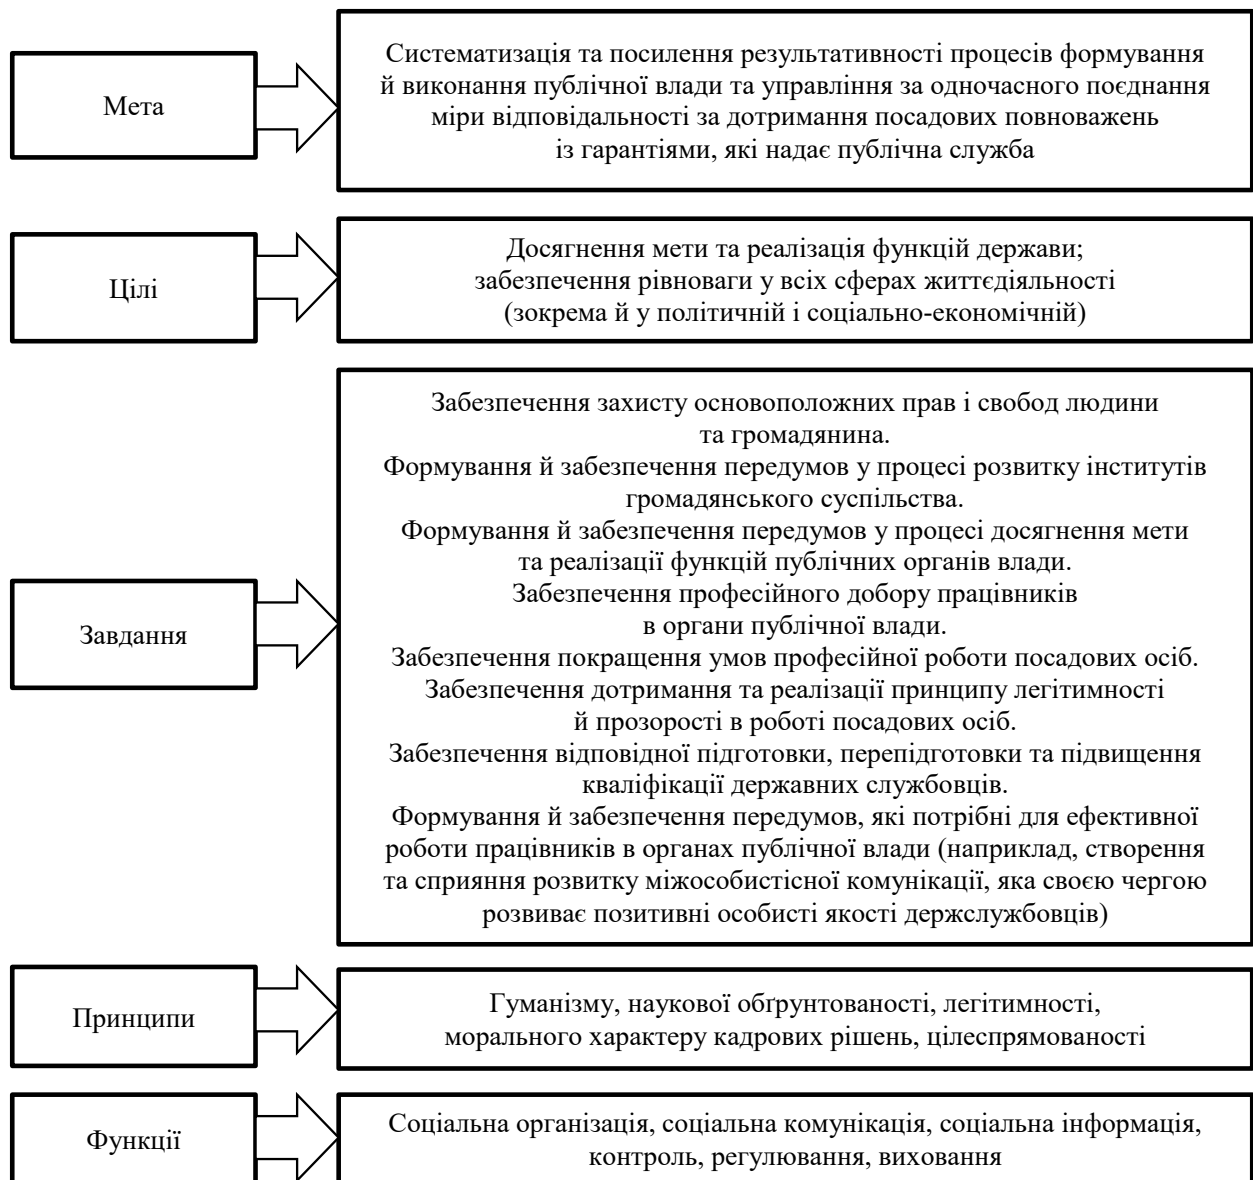 Мета
Систематизація та посилення результативності процесів формування
й виконання публічної влади та управління за одночасного поєднання
міри відповідальності за дотримання посадових повноважень
із гарантіями, які надає публічна служба
Цілі
Досягнення мети та реалізація функцій держави;
забезпечення рівноваги у всіх сферах життєдіяльності
(зокрема й у політичній і соціально-економічній)
Завдання
Забезпечення захисту основоположних прав і свобод людини
та громадянина.
Формування й забезпечення передумов у процесі розвитку інститутів
громадянського суспільства.
Формування й забезпечення передумов у процесі досягнення мети
та реалізації функцій публічних органів влади.
Забезпечення професійного добору працівників
в органи публічної влади.
Забезпечення покращення умов професійної роботи посадових осіб.
Забезпечення дотримання та реалізації принципу легітимності
й прозорості в роботі посадових осіб.
Забезпечення відповідної підготовки, перепідготовки та підвищення
кваліфікації державних службовців.
Формування й забезпечення передумов, які потрібні для ефективної
роботи працівників в органах публічної влади (наприклад, створення
та сприяння розвитку міжособистісної комунікації, яка своєю чергою
розвиває позитивні особисті якості держслужбовців)
Принципи
Гуманізму, наукової обґрунтованості, легітимності,
морального характеру кадрових рішень, цілеспрямованості
Функції
Соціальна організація, соціальна комунікація, соціальна інформація,
контроль, регулювання, виховання